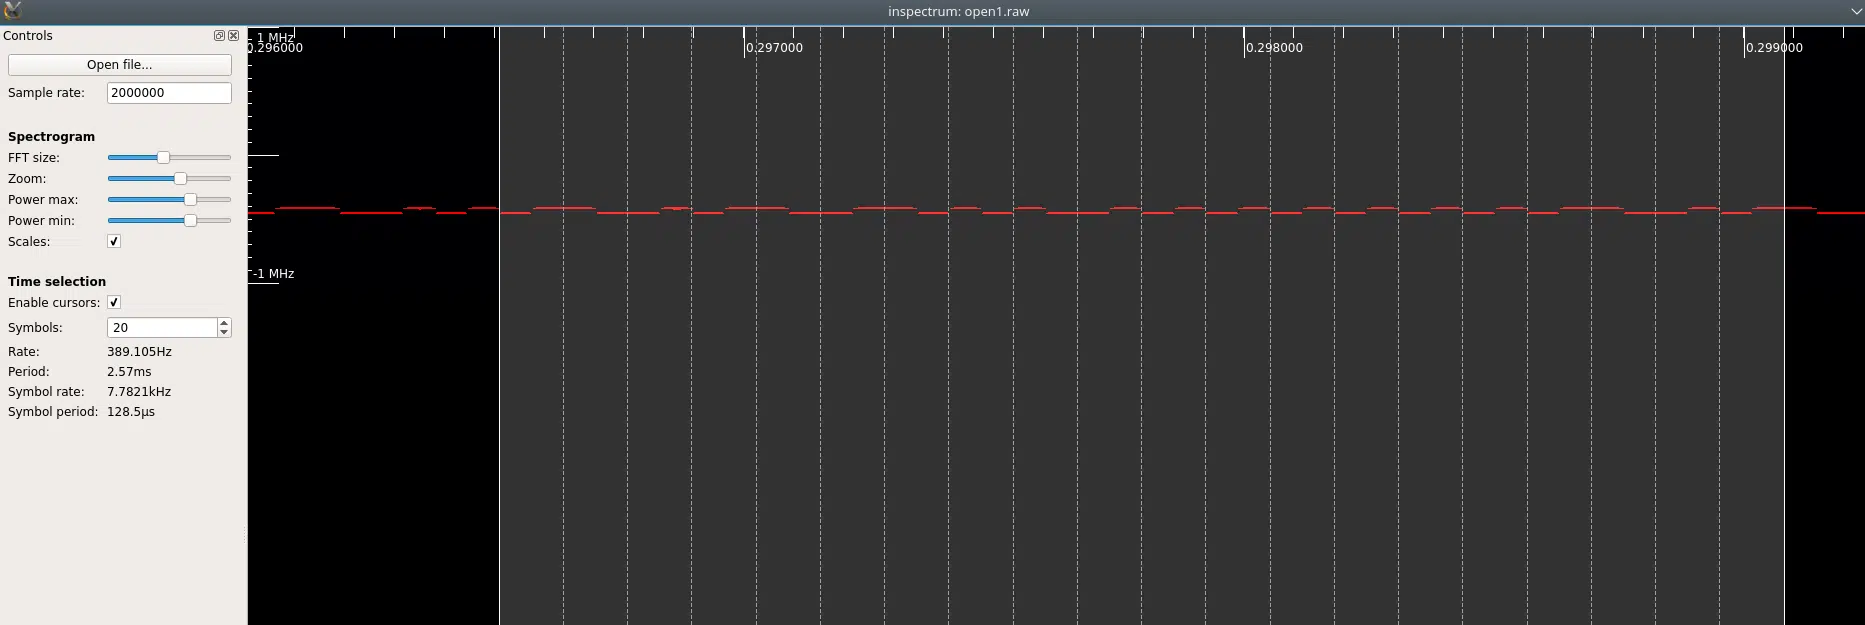 inspectrum: open1.raw
Controls
Open file...
Sample rate: 2000000
Spectrogram
FFT size:
Zoom:
Power max:
Power min:
Scales:
Time selection
Enable cursors:
Symbols: 20
Rate: 389.105Hz
Period: 2.57ms
Symbol rate: 7.7821kHz
Symbol period: 128.5µs
1 MHz
0.296000 0.297000 0.298000 0.299000
-1 MHz